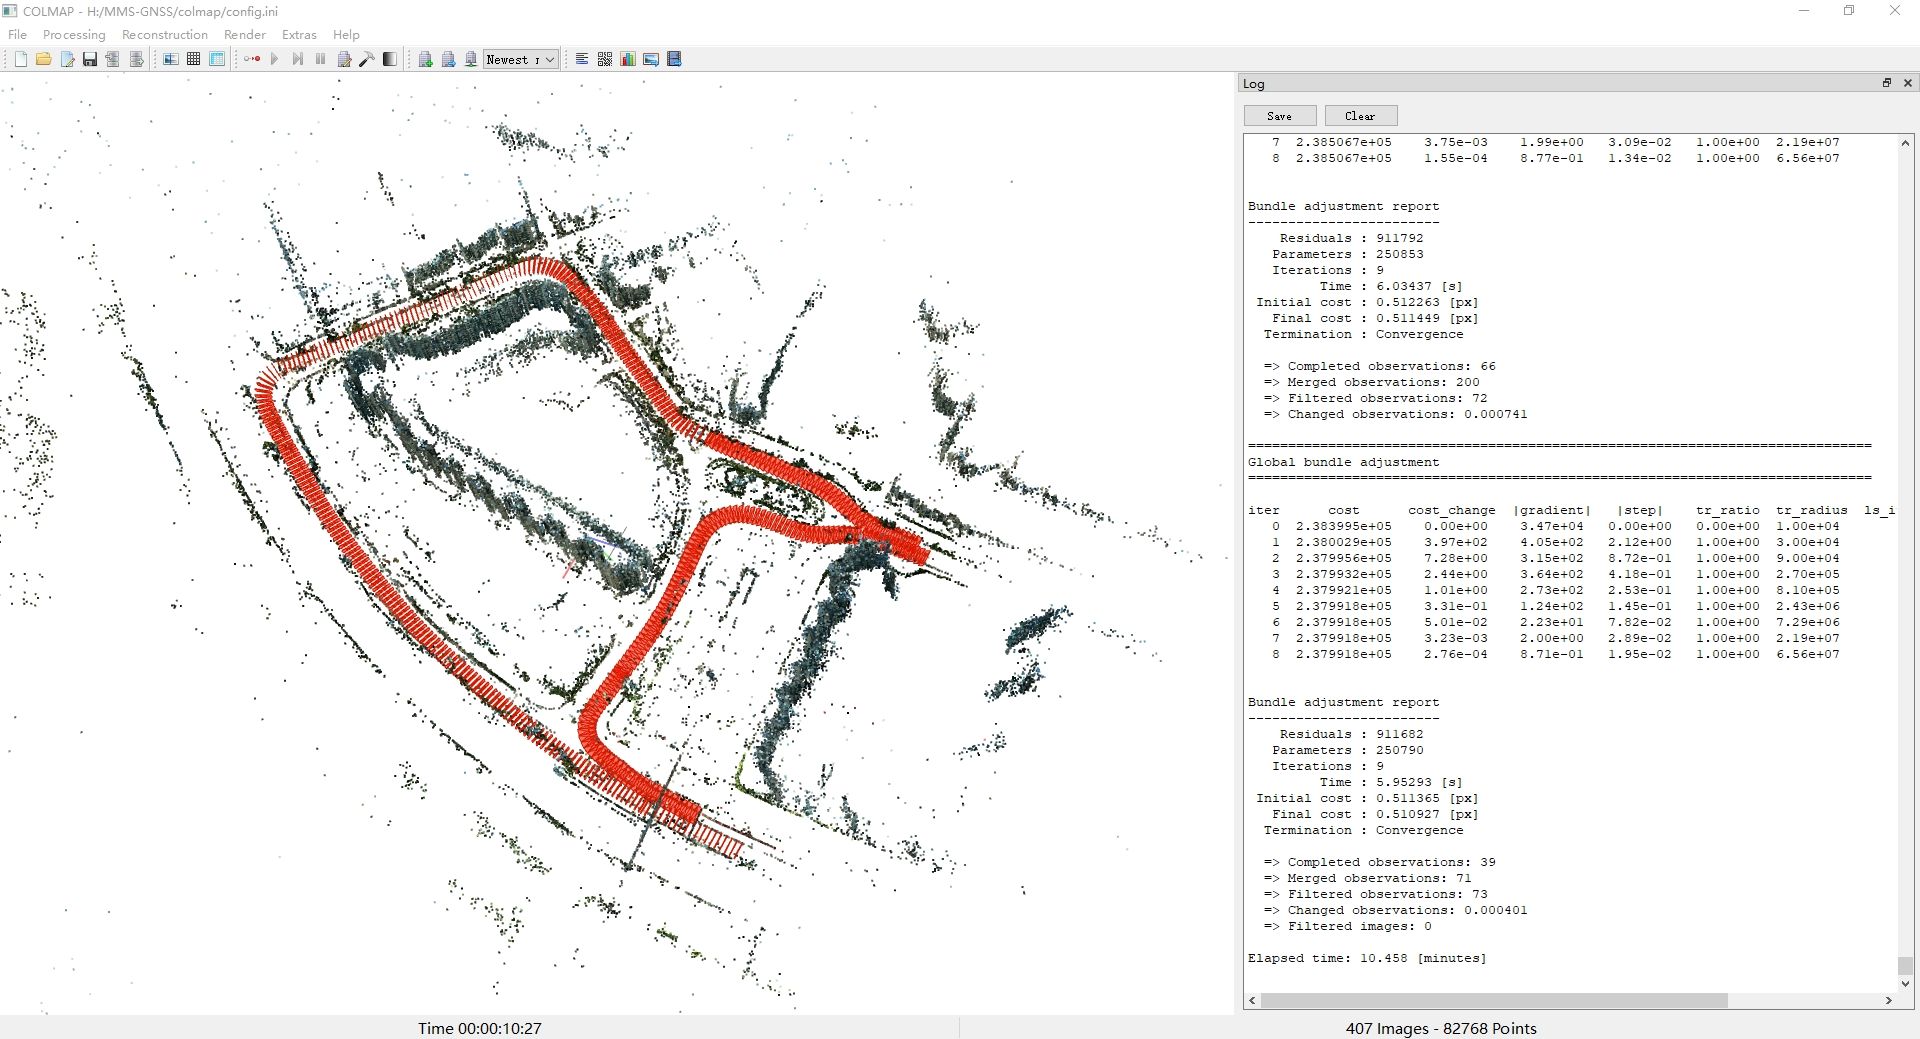 COLMAP - H:/MMS-GNSS/colmap/config.ini
File Processing Reconstruction Render Extras Help
Newest
Log
Save Clear
7 2.385067e+05 3.75e-03 1.99e+00 3.09e-02 1.00e+00 2.19e+07
8 2.385067e+05 1.55e-04 8.77e-01 1.34e-02 1.00e+00 6.56e+07
Bundle adjustment report
------------------------
Residuals : 911792
Parameters : 250853
Iterations : 9
Time : 6.03437 [s]
Initial cost : 0.512263 [px]
Final cost : 0.511449 [px]
Termination : Convergence
=> Completed observations: 66
=> Merged observations: 200
=> Filtered observations: 72
=> Changed observations: 0.000741
==============================================================================
Global bundle adjustment
==============================================================================
iter cost cost_change |gradient| |step| tr_ratio tr_radius ls_i
0 2.383995e+05 0.00e+00 3.47e+04 0.00e+00 0.00e+00 1.00e+04
1 2.380029e+05 3.97e+02 4.05e+02 2.12e+00 1.00e+00 3.00e+04
2 2.379956e+05 7.28e+00 3.15e+02 8.72e-01 1.00e+00 9.00e+04
3 2.379932e+05 2.44e+00 3.64e+02 4.18e-01 1.00e+00 2.70e+05
4 2.379921e+05 1.01e+00 2.73e+02 2.53e-01 1.00e+00 8.10e+05
5 2.379918e+05 3.31e-01 1.24e+02 1.45e-01 1.00e+00 2.43e+06
6 2.379918e+05 5.01e-02 2.23e+01 7.82e-02 1.00e+00 7.29e+06
7 2.379918e+05 3.23e-03 2.00e+00 2.89e-02 1.00e+00 2.19e+07
8 2.379918e+05 2.76e-04 8.71e-01 1.95e-02 1.00e+00 6.56e+07
Bundle adjustment report
------------------------
Residuals : 911682
Parameters : 250790
Iterations : 9
Time : 5.95293 [s]
Initial cost : 0.511365 [px]
Final cost : 0.510927 [px]
Termination : Convergence
=> Completed observations: 39
=> Merged observations: 71
=> Filtered observations: 73
=> Changed observations: 0.000401
=> Filtered images: 0
Elapsed time: 10.458 [minutes]
Time 00:00:10:27
407 Images - 82768 Points